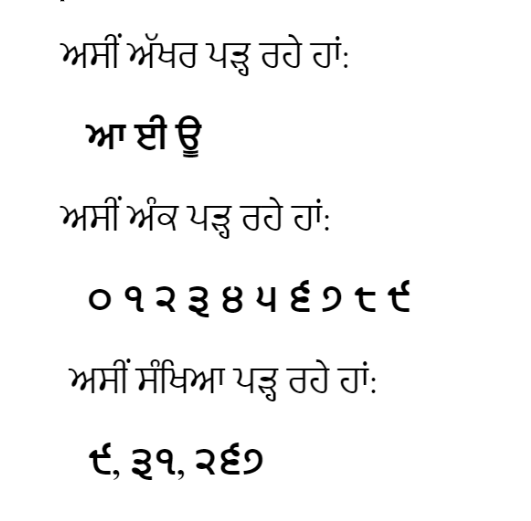 ਅਸੀਂ ਅੱਖਰ ਪੜ੍ਹ ਰਹੇ ਹਾਂ:
ਆ ਈ ਊ
ਅਸੀਂ ਅੰਕ ਪੜ੍ਹ ਰਹੇ ਹਾਂ:
੦ ੧ ੨ ੩ ੪ ੫ ੬ ੭ ੮ ੯
ਅਸੀਂ ਸੰਖਿਆ ਪੜ੍ਹ ਰਹੇ ਹਾਂ:
੯, ੩੧, ੨੬੭